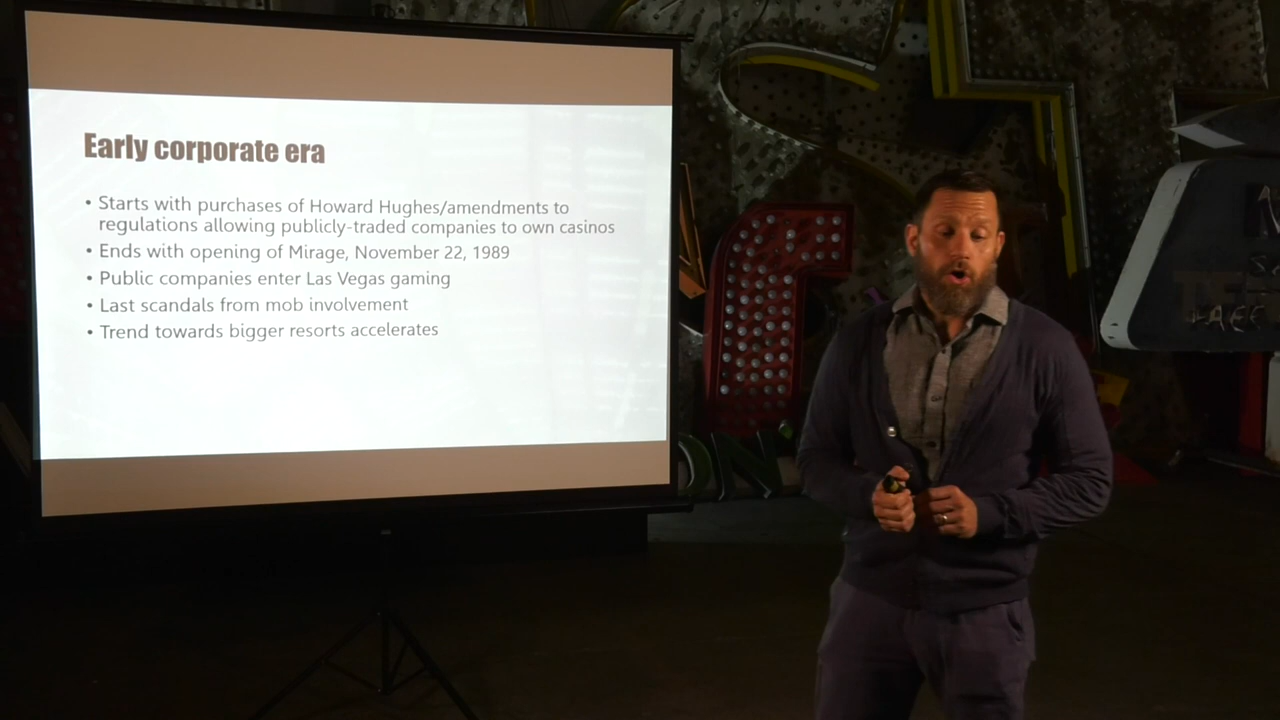 Early corporate era
• Starts with purchases of Howard Hughes/amendments to
regulations allowing publicly-traded companies to own casinos
• Ends with opening of Mirage, November 22, 1989
• Public companies enter Las Vegas gaming
• Last scandals from mob involvement
• Trend towards bigger resorts accelerates